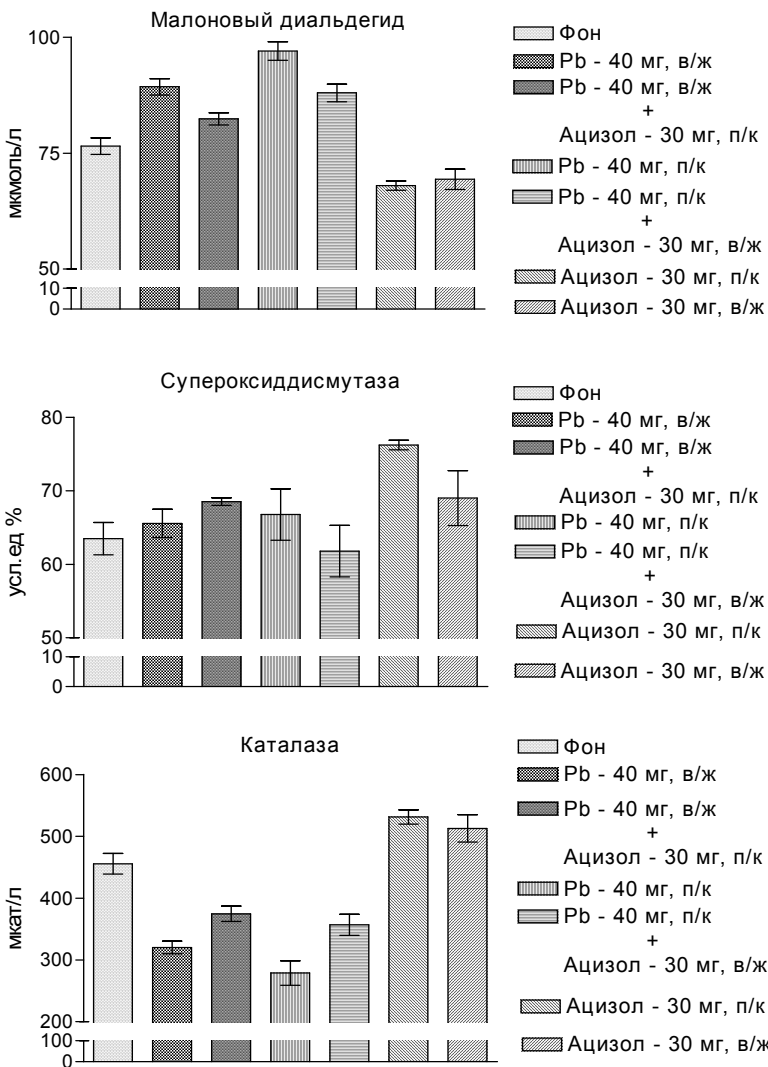 Малоновый диальдегид
100
75
50
10
0
мкмоль/л
Фон
Pb - 40 мг, в/ж
Pb - 40 мг, в/ж
+
Ацизол - 30 мг, п/к
Pb - 40 мг, п/к
Pb - 40 мг, п/к
+
Ацизол - 30 мг, в/ж
Ацизол - 30 мг, п/к
Ацизол - 30 мг, в/ж
Супероксиддисмутаза
80
70
60
50
10
0
усл.ед %
Фон
Pb - 40 мг, в/ж
Pb - 40 мг, в/ж
+
Ацизол - 30 мг, п/к
Pb - 40 мг, п/к
Pb - 40 мг, п/к
+
Ацизол - 30 мг, в/ж
Ацизол - 30 мг, п/к
Ацизол - 30 мг, в/ж
Каталаза
600
500
400
300
200
100
0
мкат/л
Фон
Pb - 40 мг, в/ж
Pb - 40 мг, в/ж
+
Ацизол - 30 мг, п/к
Pb - 40 мг, п/к
Pb - 40 мг, п/к
+
Ацизол - 30 мг, в/ж
Ацизол - 30 мг, п/к
Ацизол - 30 мг, в/ж